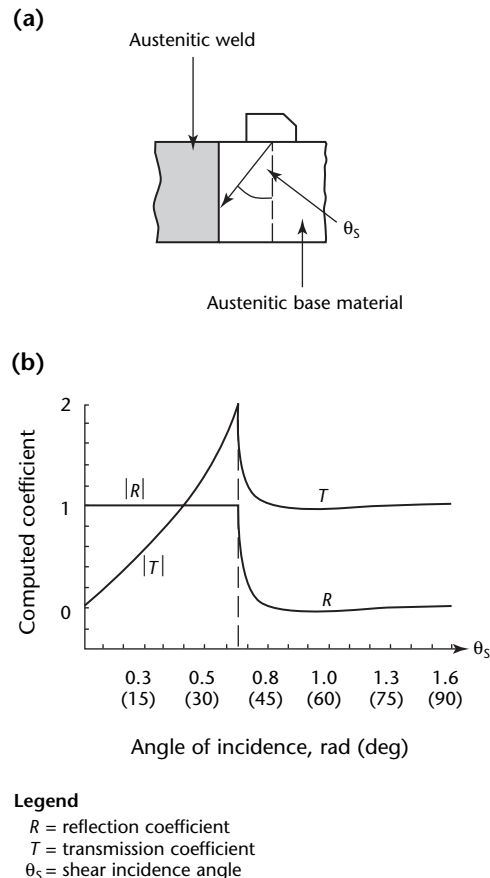 (a)
Austenitic weld
θS
Austenitic base material
(b)
2
|R|
T
1
|T|
R
0
Computed coefficient
θS
0.3 0.5 0.8 1.0 1.3 1.6
(15) (30) (45) (60) (75) (90)
Angle of incidence, rad (deg)
Legend
R = reflection coefficient
T = transmission coefficient
θS = shear incidence angle